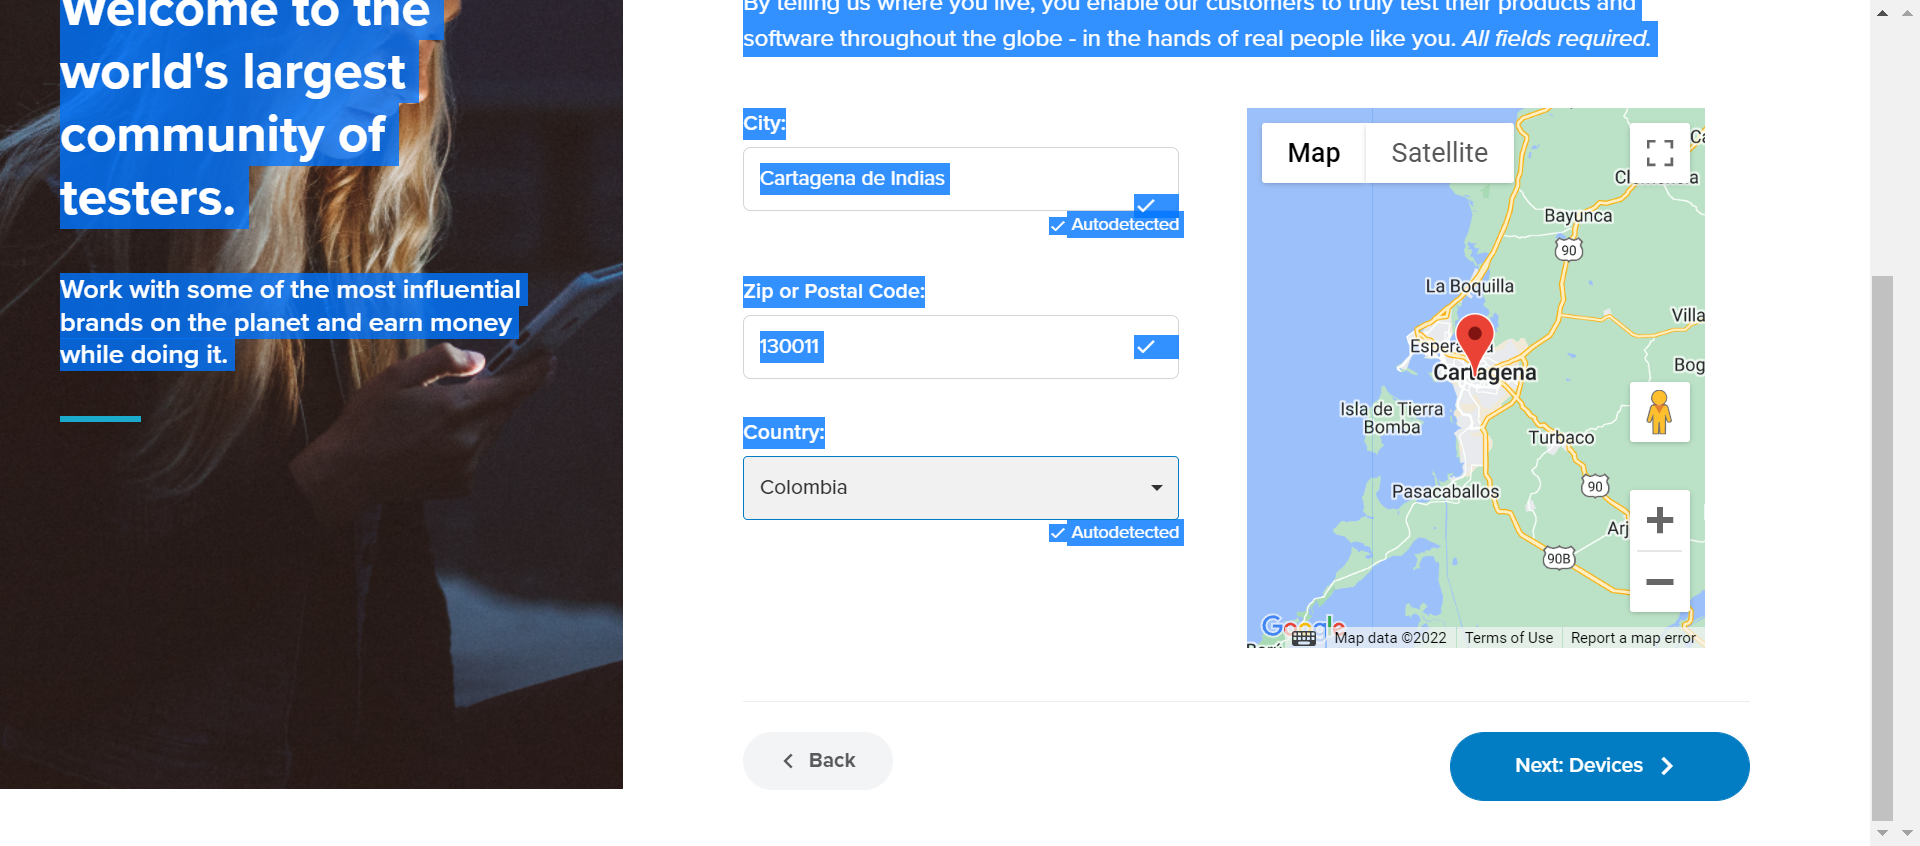 Welcome to the
world's largest
community of
testers.
Work with some of the most influential
brands on the planet and earn money
while doing it.
By telling us where you live, you enable our customers to truly test their products and
software throughout the globe - in the hands of real people like you. All fields required.
City:
Cartagena de Indias
Autodetected
Zip or Postal Code:
130011
Country:
Colombia
Autodetected
Map
Satellite
Bayunca
90
La Boquilla
Villa
Cartagena
Bog
Isla de Tierra
Bomba
Turbaco
90
Pasacaballos
Arj
90B
Google
Map data ©2022
Terms of Use
Report a map error
Back
Next: Devices